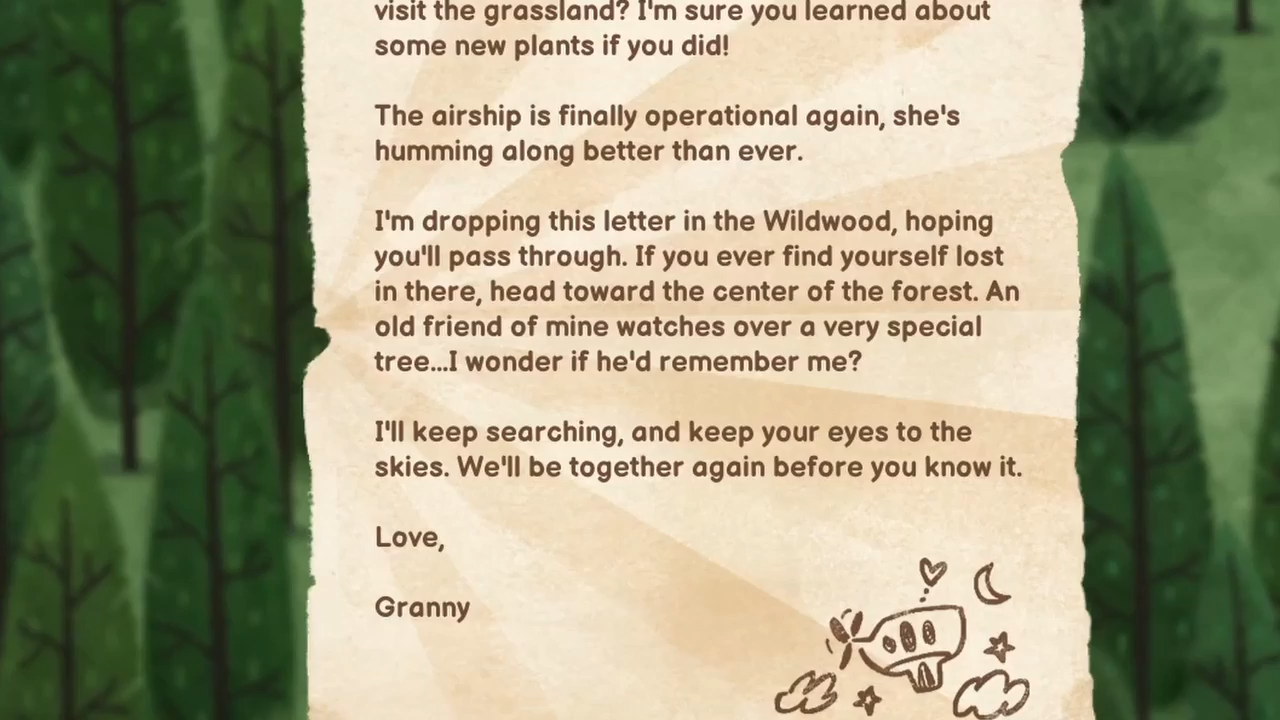 visit the grassland? I'm sure you learned about
some new plants if you did!
The airship is finally operational again, she's
humming along better than ever.
I'm dropping this letter in the Wildwood, hoping
you'll pass through. If you ever find yourself lost
in there, head toward the center of the forest. An
old friend of mine watches over a very special
tree...I wonder if he'd remember me?
I'll keep searching, and keep your eyes to the
skies. We'll be together again before you know it.
Love,
Granny